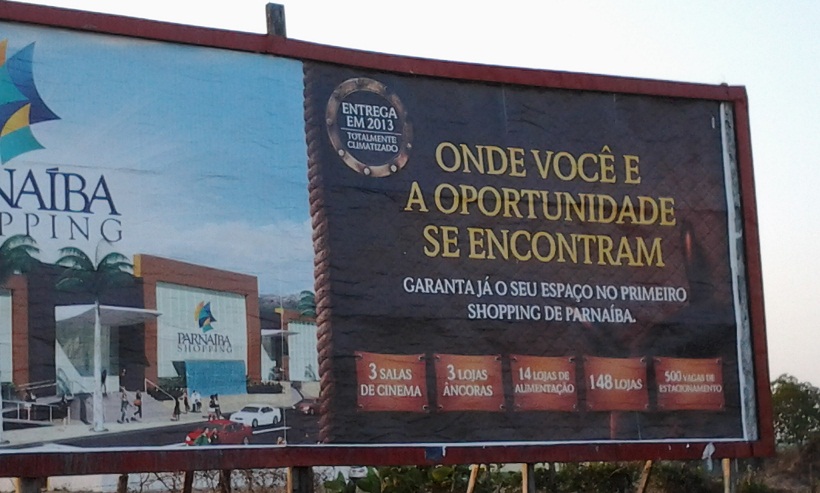 NAÍBA
OPPING
PARNAÍBA
SHOPPING
ENTREGA
EM 2013
TOTALMENTE
CLIMATIZADO
ONDE VOCÊ E
A OPORTUNIDADE
SE ENCONTRAM
GARANTA JÁ O SEU ESPAÇO NO PRIMEIRO
SHOPPING DE PARNAÍBA.
3 SALAS
DE CINEMA
3 LOJAS
ÂNCORAS
14 LOJAS DE
ALIMENTAÇÃO
148 LOJAS
500 VAGAS DE
ESTACIONAMENTO